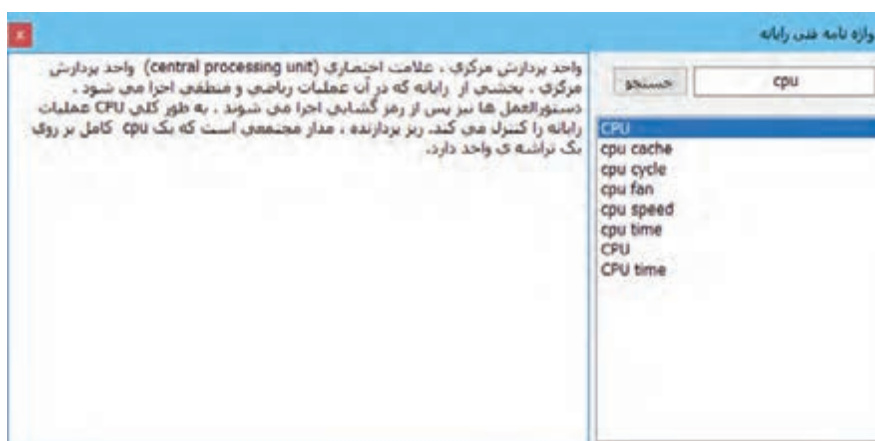 واژه نامه فنی رایانه
x
cpu
جستجو
CPU
cpu cache
cpu cycle
cpu fan
cpu speed
cpu time
CPU
CPU time
واحد پردازش مرکزی ، علامت اختصاری (central processing unit) واحد پردازش
مرکزی ، بخشی از رایانه که در آن عملیات ریاضی و منطقی اجرا می شود ،
دستورالعمل ها نیز پس از رمز گشایی اجرا می شوند ، به طور کلی CPU عملیات
رایانه را کنترل می کند. ریز پردازنده ، مدار مجتمعی است که یک cpu کامل بر روی
یک تراشه ی واحد دارد.